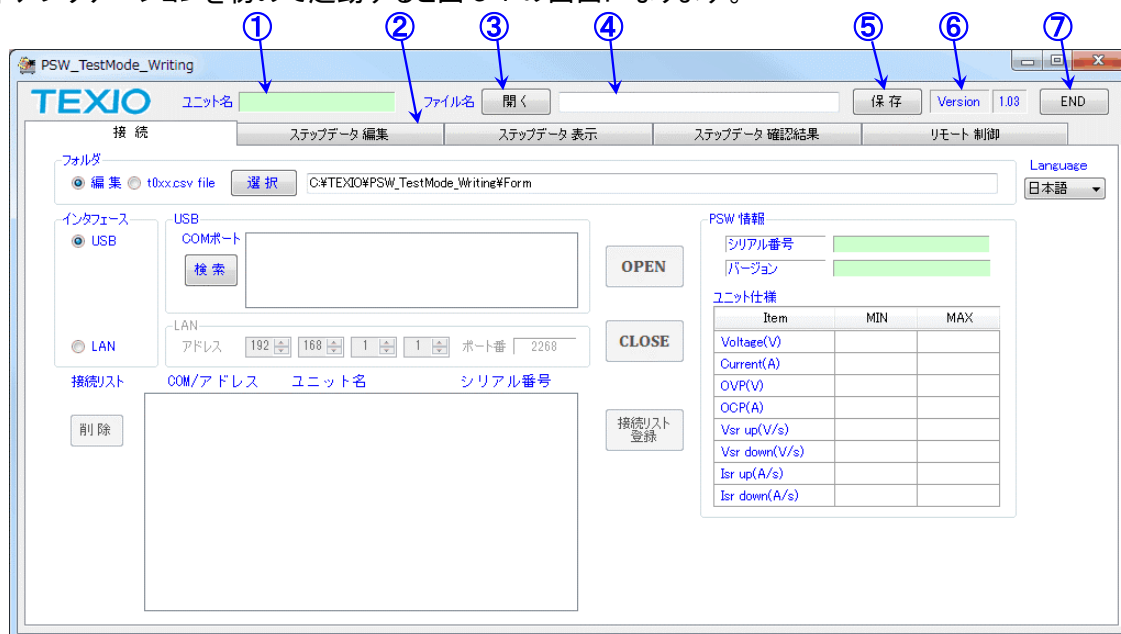 ① ② ③ ④ ⑤ ⑥ ⑦
PSW_TestMode_Writing
TEXIO ユニット名 ファイル名 開く 保存 Version 1.03 END
接続 ステップデータ 編集 ステップデータ 表示 ステップデータ 確認結果 リモート 制御
フォルダ
編集 t0xx.csv file 選択 C:¥TEXIO¥PSW_TestMode_Writing¥Form
Language
日本語
インタフェース
USB
LAN
USB
COMポート
検索
LAN
アドレス 192 168 1 1 ポート番 2268
OPEN
CLOSE
接続リスト
登録
接続リスト COM/アドレス ユニット名 シリアル番号
削除
PSW 情報
シリアル番号
バージョン
ユニット仕様
Item MIN MAX
Voltage(V)
Current(A)
OVP(V)
OCP(A)
Vsr up(V/s)
Vsr down(V/s)
Isr up(A/s)
Isr down(A/s)